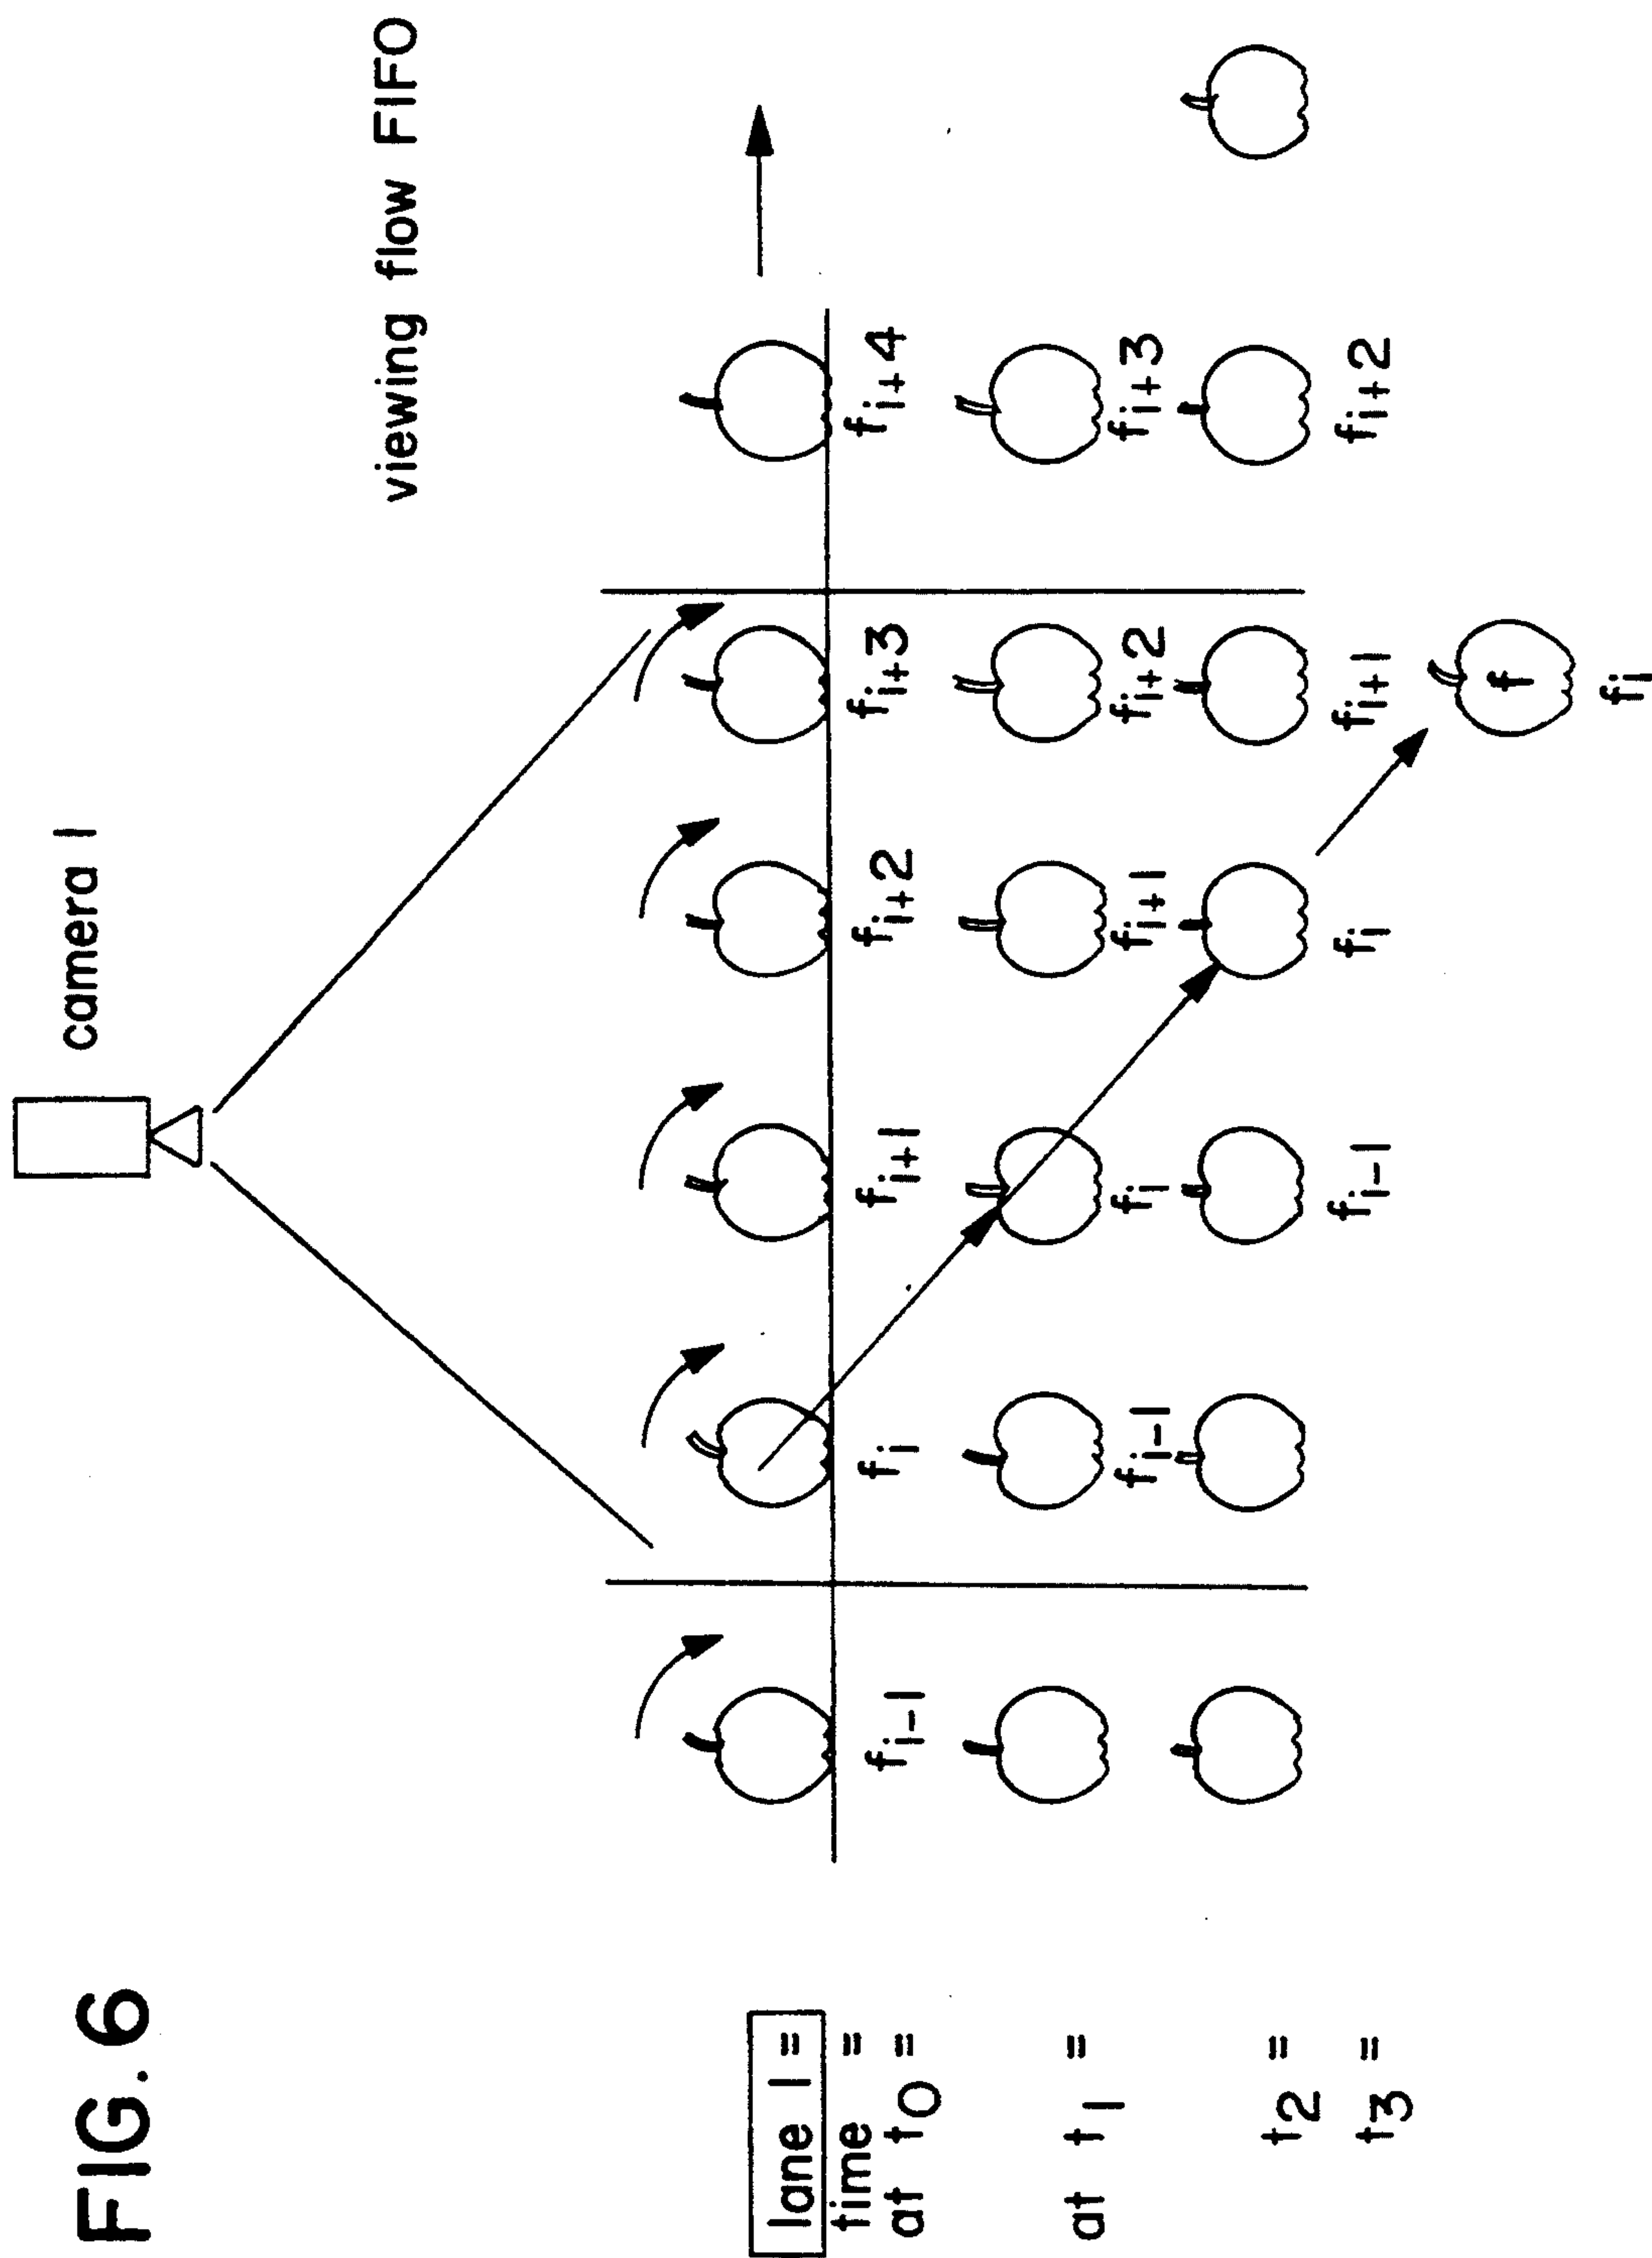 FIG. 6
camera 1
viewing flow FIFO
lane 1 =
time =
at t0 =
fi-1 fi fi+1 fi+2 fi+3 fi+4
at t1 =
fi-1 fi fi+1 fi+2 fi+3
t2 =
fi-1 fi fi+1 fi+2
t3 =
f
fi